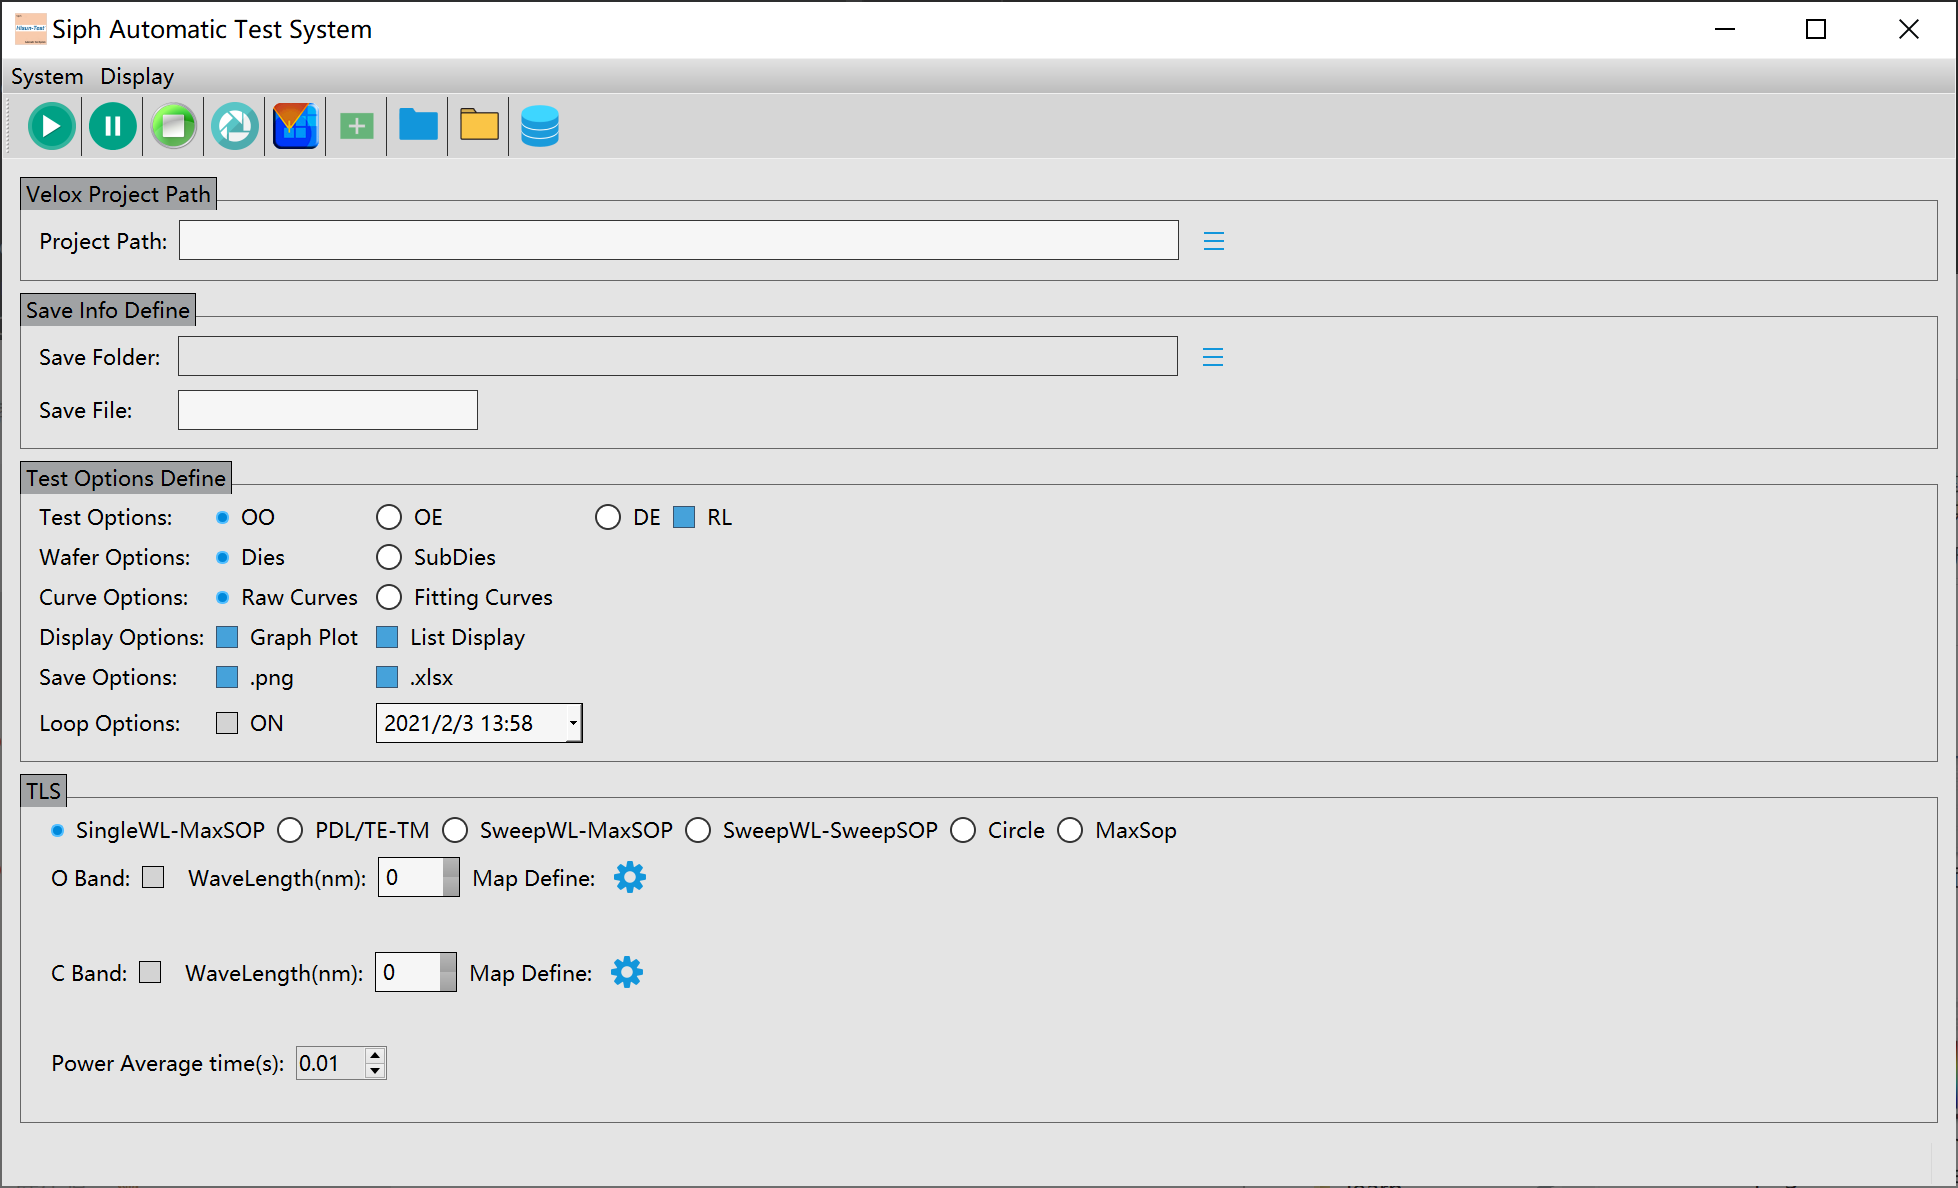 Siph Automatic Test System
System Display
Velox Project Path
Project Path:
Save Info Define
Save Folder:
Save File:
Test Options Define
Test Options: OO OE DE RL
Wafer Options: Dies SubDies
Curve Options: Raw Curves Fitting Curves
Display Options: Graph Plot List Display
Save Options: .png .xlsx
Loop Options: ON 2021/2/3 13:58
TLS
SingleWL-MaxSOP PDL/TE-TM SweepWL-MaxSOP SweepWL-SweepSOP Circle MaxSop
O Band: WaveLength(nm): 0 Map Define:
C Band: WaveLength(nm): 0 Map Define:
Power Average time(s): 0.01